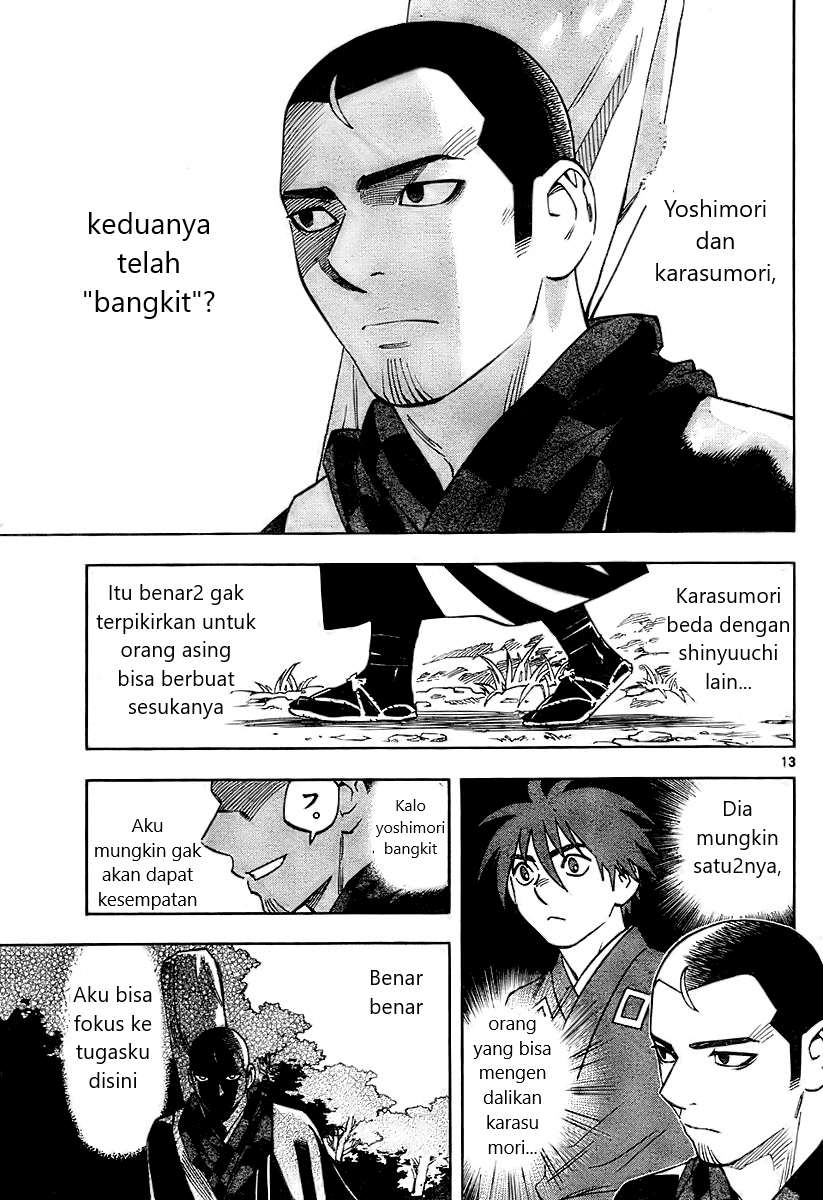 Yoshimori
dan
karasumori,
keduanya
telah
"bangkit"?
Karasumori
beda dengan
shinyuuchi
lain...
Itu benar2 gak
terpikirkan untuk
orang asing
bisa berbuat
sesukanya
13
Dia
mungkin
satu2nya,
orang
yang bisa
mengen
dalikan
karasu
mori...
Kalo
yoshimori
bangkit
フ。
Aku
mungkin gak
akan dapat
kesempatan
Benar
benar
Aku bisa
fokus ke
tugasku
disini